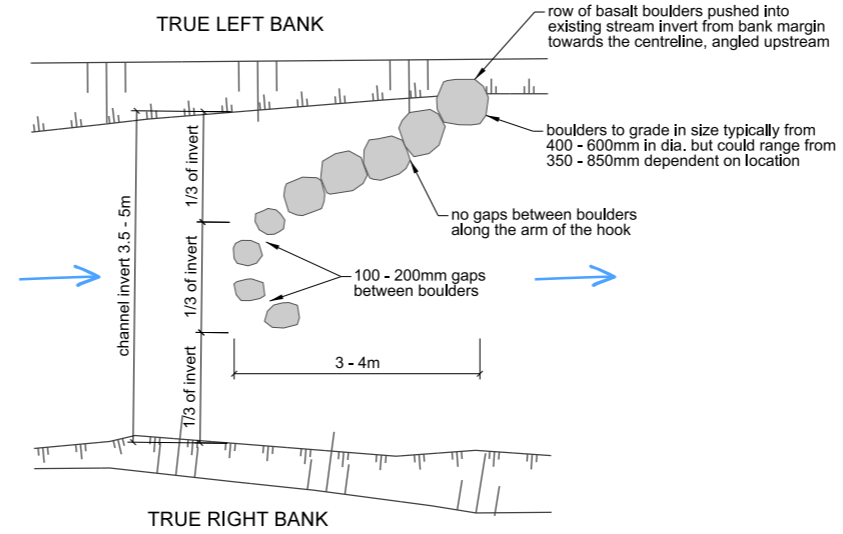 TRUE LEFT BANK
row of basalt boulders pushed into
existing stream invert from bank margin
towards the centreline, angled upstream
boulders to grade in size typically from
400 - 600mm in dia. but could range from
350 - 850mm dependent on location
no gaps between boulders
along the arm of the hook
100 - 200mm gaps
between boulders
channel invert 3.5 - 5m
1/3 of invert
1/3 of invert
1/3 of invert
3 - 4m
TRUE RIGHT BANK